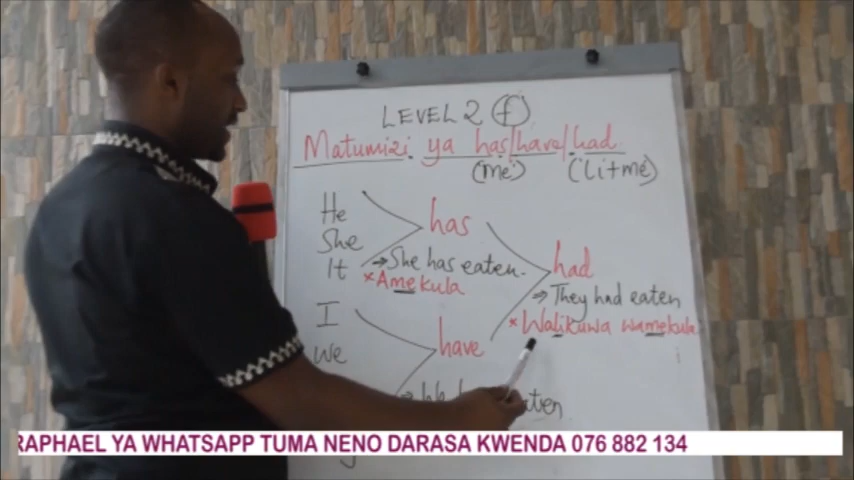 LEVEL 2 (f)
Matumizi ya has/have/had
(me) (li+me)
He
She
It
has
→She has eaten.
*Amekula
had
⇒They had eaten
*Walikuwa wamekula
I
We
have
RAPHAEL YA WHATSAPP TUMA NENO DARASA KWENDA 076 882 134